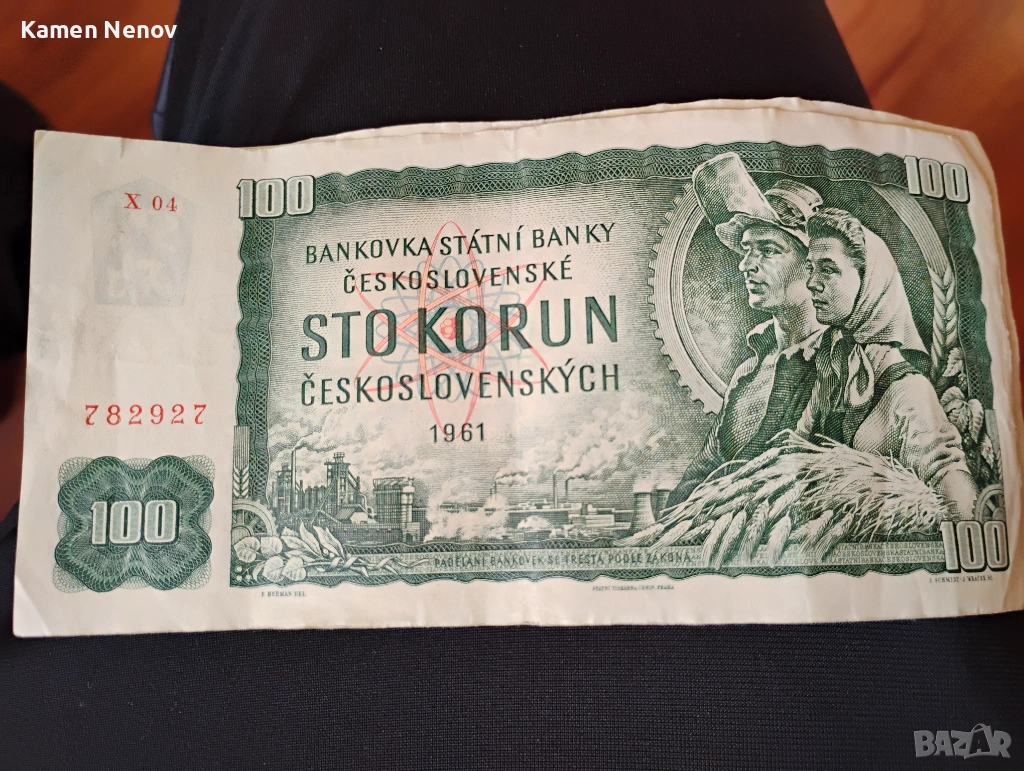 Kamen Nenov
100
100
X 04
BANKOVKA STÁTNÍ BANKY
ČESKOSLOVENSKÉ
STO KORUN
ČESKOSLOVENSKÝCH
1961
782927
100
100
PADĚLÁNÍ BANKOVEK SE TRESTÁ PODLE ZÁKONA
BAZAR